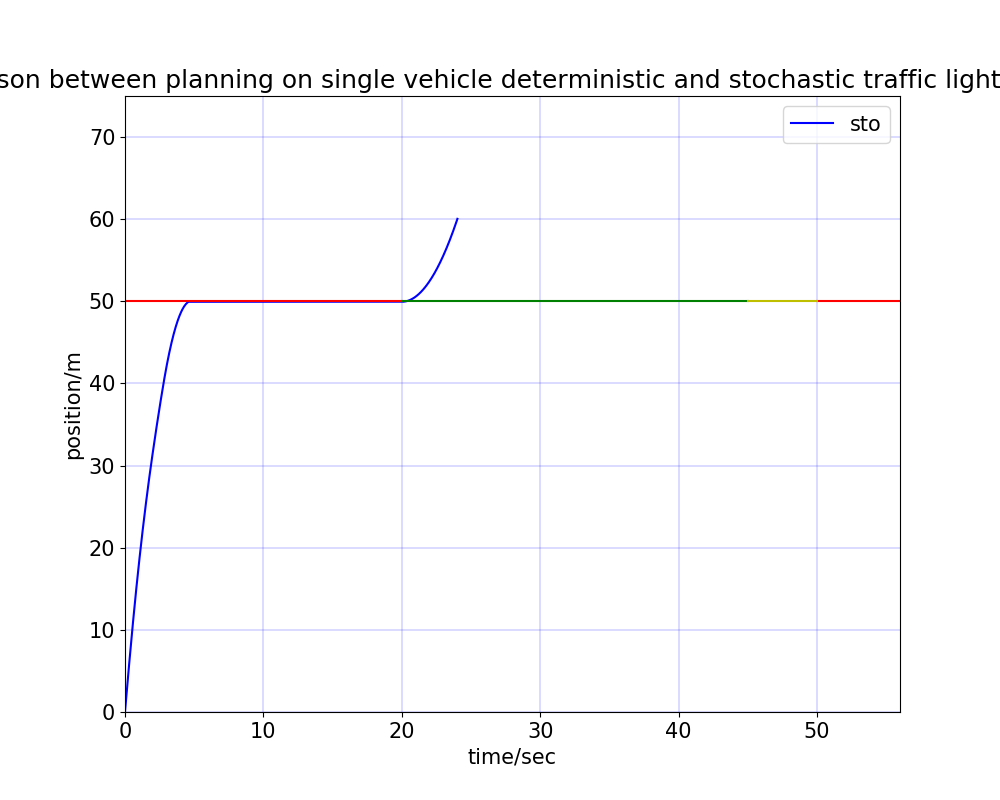 son between planning on single vehicle deterministic and stochastic traffic light
sto
70
60
50
40
30
20
10
0
position/m
0 10 20 30 40 50
time/sec